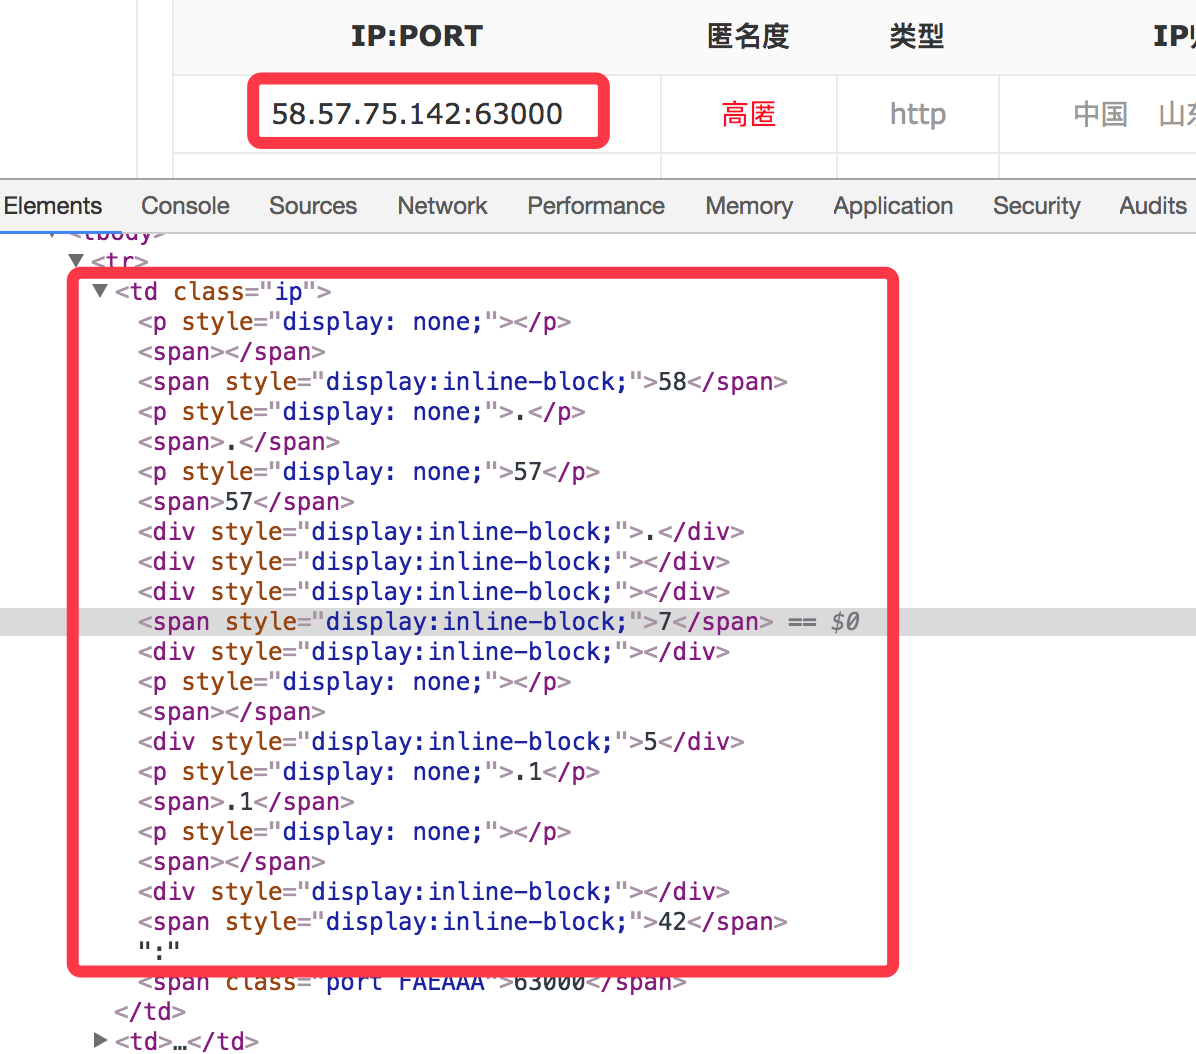 IP:PORT 匿名度 类型 IP
58.57.75.142:63000 高匿 http 中国 山东
Elements Console Sources Network Performance Memory Application Security Audits
<tbody>
<tr>
<td class="ip">
<p style="display: none;"></p>
<span></span>
<span style="display:inline-block;">58</span>
<p style="display: none;">.</p>
<span>.</span>
<p style="display: none;">57</p>
<span>57</span>
<div style="display:inline-block;">.</div>
<div style="display:inline-block;"></div>
<div style="display:inline-block;"></div>
<span style="display:inline-block;">7</span> == $0
<div style="display:inline-block;"></div>
<p style="display: none;"></p>
<span></span>
<div style="display:inline-block;">5</div>
<p style="display: none;">.1</p>
<span>.1</span>
<p style="display: none;"></p>
<span></span>
<div style="display:inline-block;"></div>
<span style="display:inline-block;">42</span>
":"
<span class="port FAEAAA">63000</span>
</td>
<td>…</td>